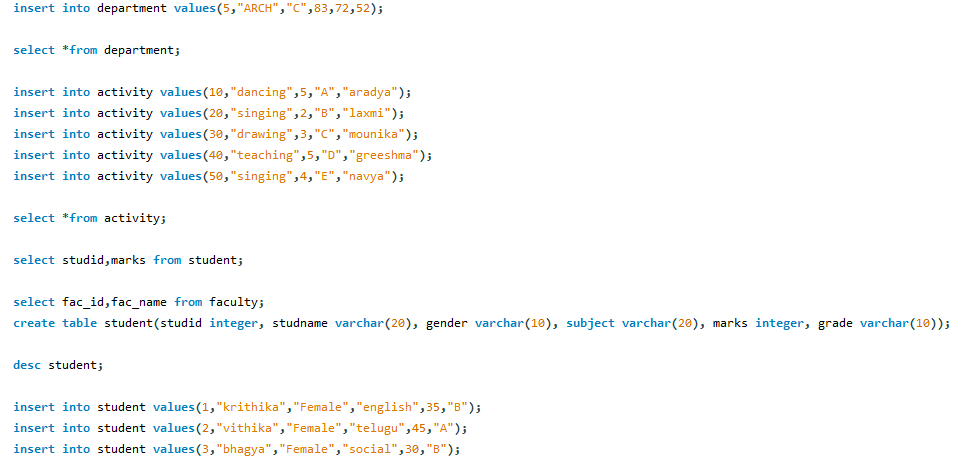 insert into department values(5,"ARCH","C",83,72,52);
select *from department;
insert into activity values(10,"dancing",5,"A","aradya");
insert into activity values(20,"singing",2,"B","laxmi");
insert into activity values(30,"drawing",3,"C","mounika");
insert into activity values(40,"teaching",5,"D","greeshma");
insert into activity values(50,"singing",4,"E","navya");
select *from activity;
select studid,marks from student;
select fac_id,fac_name from faculty;
create table student(studid integer, studname varchar(20), gender varchar(10), subject varchar(20), marks integer, grade varchar(10));
desc student;
insert into student values(1,"krithika","Female","english",35,"B");
insert into student values(2,"vithika","Female","telugu",45,"A");
insert into student values(3,"bhagya","Female","social",30,"B");